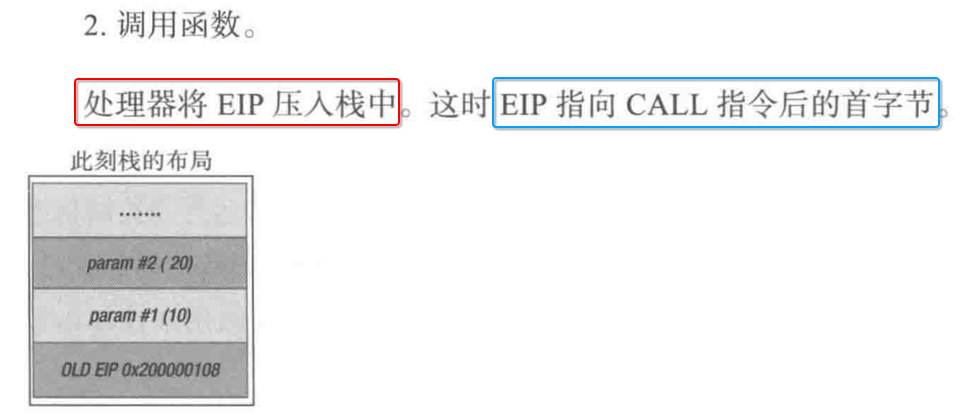 2. 调用函数。
处理器将 EIP 压入栈中。这时 EIP 指向 CALL 指令后的首字节。
此刻栈的布局
.......
param #2 ( 20)
param #1 (10)
OLD EIP 0x200000108